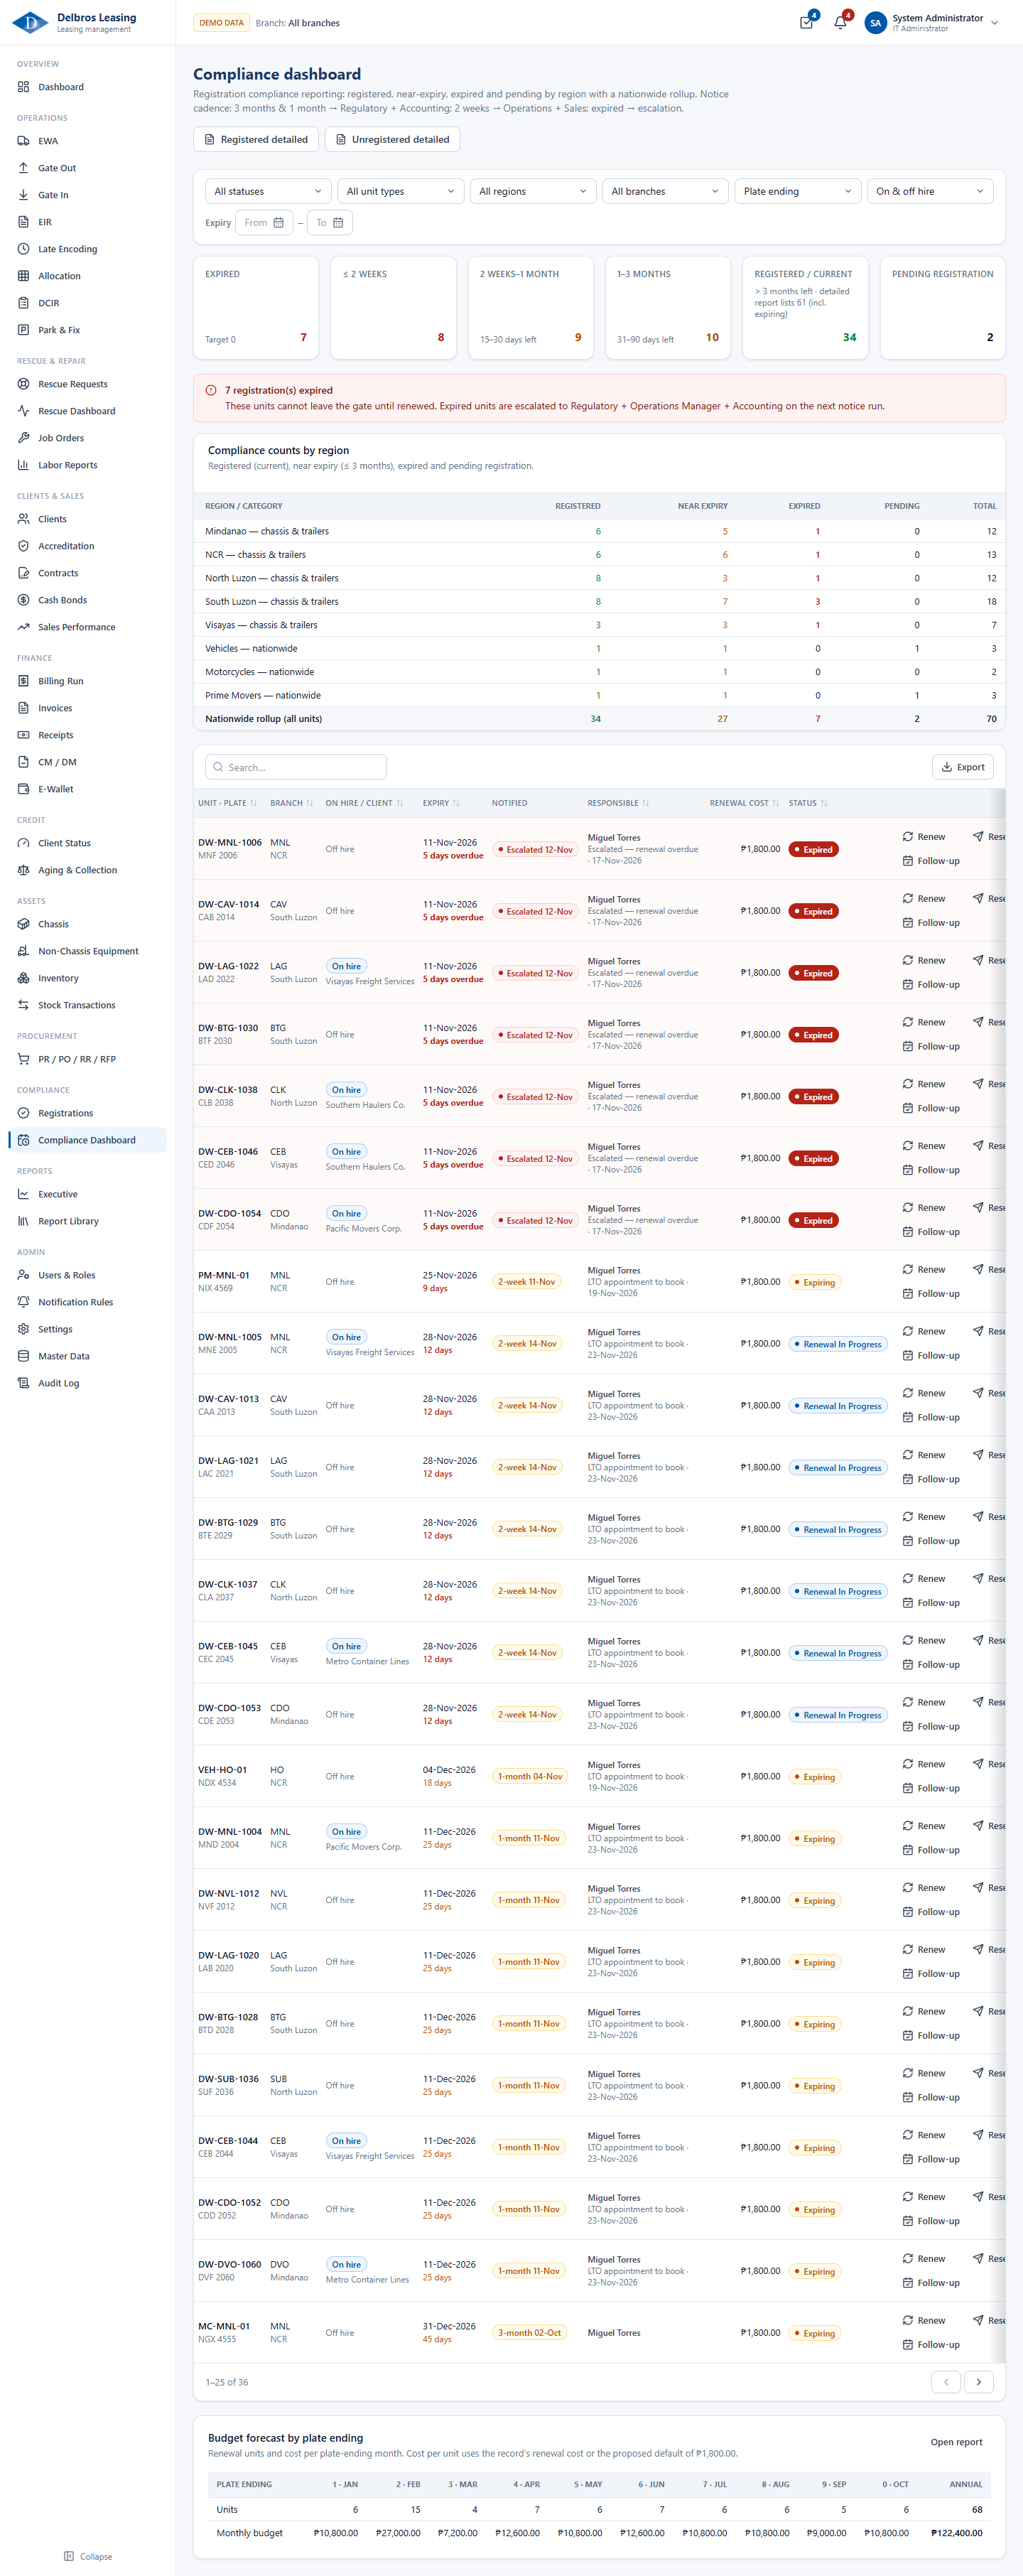 Delbros Leasing
Leasing management
OVERVIEW
Dashboard
OPERATIONS
EWA
Gate Out
Gate In
EIR
Late Encoding
Allocation
DCIR
Park & Fix
RESCUE & REPAIR
Rescue Requests
Rescue Dashboard
Job Orders
Labor Reports
CLIENTS & SALES
Clients
Accreditation
Contracts
Cash Bonds
Sales Performance
FINANCE
Billing Run
Invoices
Receipts
CM / DM
E-Wallet
CREDIT
Client Status
Aging & Collection
ASSETS
Chassis
Non-Chassis Equipment
Inventory
Stock Transactions
PROCUREMENT
PR / PO / RR / RFP
COMPLIANCE
Registrations
Compliance Dashboard
REPORTS
Executive
Report Library
ADMIN
Users & Roles
Notification Rules
Settings
Master Data
Audit Log
Collapse
DEMO DATA Branch: All branches
4 4 SA System Administrator
IT Administrator
Compliance dashboard
Registration compliance reporting: registered, near-expiry, expired and pending by region with a nationwide rollup. Notice
cadence: 3 months & 1 month → Regulatory + Accounting; 2 weeks → Operations + Sales; expired → escalation.
Registered detailed Unregistered detailed
All statuses All unit types All regions All branches Plate ending On & off hire
Expiry From – To
EXPIRED
Target 0 7
≤ 2 WEEKS
8
2 WEEKS–1 MONTH
15–30 days left 9
1–3 MONTHS
31–90 days left 10
REGISTERED / CURRENT
> 3 months left · detailed
report lists 61 (incl.
expiring)
34
PENDING REGISTRATION
2
7 registration(s) expired
These units cannot leave the gate until renewed. Expired units are escalated to Regulatory + Operations Manager + Accounting on the next notice run.
Compliance counts by region
Registered (current), near expiry (≤ 3 months), expired and pending registration.
REGION / CATEGORY REGISTERED NEAR EXPIRY EXPIRED PENDING TOTAL
Mindanao — chassis & trailers 6 5 1 0 12
NCR — chassis & trailers 6 6 1 0 13
North Luzon — chassis & trailers 8 3 1 0 12
South Luzon — chassis & trailers 8 7 3 0 18
Visayas — chassis & trailers 3 3 1 0 7
Vehicles — nationwide 1 1 0 1 3
Motorcycles — nationwide 1 1 0 0 2
Prime Movers — nationwide 1 1 0 1 3
Nationwide rollup (all units) 34 27 7 2 70
Search... Export
UNIT · PLATE BRANCH ON HIRE / CLIENT EXPIRY NOTIFIED RESPONSIBLE RENEWAL COST STATUS
DW-MNL-1006 MNL Off hire 11-Nov-2026 Escalated 12-Nov Miguel Torres ₱1,800.00 Expired Renew Rese
MNF 2006 NCR 5 days overdue Escalated — renewal overdue · 17-Nov-2026 Follow-up
DW-CAV-1014 CAV Off hire 11-Nov-2026 Escalated 12-Nov Miguel Torres ₱1,800.00 Expired Renew Rese
CAB 2014 South Luzon 5 days overdue Escalated — renewal overdue · 17-Nov-2026 Follow-up
DW-LAG-1022 LAG On hire 11-Nov-2026 Escalated 12-Nov Miguel Torres ₱1,800.00 Expired Renew Rese
LAD 2022 South Luzon Visayas Freight Services 5 days overdue Escalated — renewal overdue · 17-Nov-2026 Follow-up
DW-BTG-1030 BTG Off hire 11-Nov-2026 Escalated 12-Nov Miguel Torres ₱1,800.00 Expired Renew Rese
BTF 2030 South Luzon 5 days overdue Escalated — renewal overdue · 17-Nov-2026 Follow-up
DW-CLK-1038 CLK On hire 11-Nov-2026 Escalated 12-Nov Miguel Torres ₱1,800.00 Expired Renew Rese
CLB 2038 North Luzon Southern Haulers Co. 5 days overdue Escalated — renewal overdue · 17-Nov-2026 Follow-up
DW-CEB-1046 CEB On hire 11-Nov-2026 Escalated 12-Nov Miguel Torres ₱1,800.00 Expired Renew Rese
CED 2046 Visayas Southern Haulers Co. 5 days overdue Escalated — renewal overdue · 17-Nov-2026 Follow-up
DW-CDO-1054 CDO On hire 11-Nov-2026 Escalated 12-Nov Miguel Torres ₱1,800.00 Expired Renew Rese
CDF 2054 Mindanao Pacific Movers Corp. 5 days overdue Escalated — renewal overdue · 17-Nov-2026 Follow-up
PM-MNL-01 MNL Off hire 25-Nov-2026 2-week 11-Nov Miguel Torres ₱1,800.00 Expiring Renew Rese
NIX 4569 NCR 9 days LTO appointment to book · 19-Nov-2026 Follow-up
DW-MNL-1005 MNL On hire 28-Nov-2026 2-week 14-Nov Miguel Torres ₱1,800.00 Renewal In Progress Renew Rese
MNE 2005 NCR Visayas Freight Services 12 days LTO appointment to book · 23-Nov-2026 Follow-up
DW-CAV-1013 CAV Off hire 28-Nov-2026 2-week 14-Nov Miguel Torres ₱1,800.00 Renewal In Progress Renew Rese
CAA 2013 South Luzon 12 days LTO appointment to book · 23-Nov-2026 Follow-up
DW-LAG-1021 LAG Off hire 28-Nov-2026 2-week 14-Nov Miguel Torres ₱1,800.00 Renewal In Progress Renew Rese
LAC 2021 South Luzon 12 days LTO appointment to book · 23-Nov-2026 Follow-up
DW-BTG-1029 BTG Off hire 28-Nov-2026 2-week 14-Nov Miguel Torres ₱1,800.00 Renewal In Progress Renew Rese
BTE 2029 South Luzon 12 days LTO appointment to book · 23-Nov-2026 Follow-up
DW-CLK-1037 CLK Off hire 28-Nov-2026 2-week 14-Nov Miguel Torres ₱1,800.00 Renewal In Progress Renew Rese
CLA 2037 North Luzon 12 days LTO appointment to book · 23-Nov-2026 Follow-up
DW-CEB-1045 CEB On hire 28-Nov-2026 2-week 14-Nov Miguel Torres ₱1,800.00 Renewal In Progress Renew Rese
CEC 2045 Visayas Metro Container Lines 12 days LTO appointment to book · 23-Nov-2026 Follow-up
DW-CDO-1053 CDO Off hire 28-Nov-2026 2-week 14-Nov Miguel Torres ₱1,800.00 Renewal In Progress Renew Rese
CDE 2053 Mindanao 12 days LTO appointment to book · 23-Nov-2026 Follow-up
VEH-HO-01 HO Off hire 04-Dec-2026 1-month 04-Nov Miguel Torres ₱1,800.00 Expiring Renew Rese
NDX 4534 NCR 18 days LTO appointment to book · 19-Nov-2026 Follow-up
DW-MNL-1004 MNL On hire 11-Dec-2026 1-month 11-Nov Miguel Torres ₱1,800.00 Expiring Renew Rese
MND 2004 NCR Pacific Movers Corp. 25 days LTO appointment to book · 23-Nov-2026 Follow-up
DW-NVL-1012 NVL Off hire 11-Dec-2026 1-month 11-Nov Miguel Torres ₱1,800.00 Expiring Renew Rese
NVF 2012 NCR 25 days LTO appointment to book · 23-Nov-2026 Follow-up
DW-LAG-1020 LAG Off hire 11-Dec-2026 1-month 11-Nov Miguel Torres ₱1,800.00 Expiring Renew Rese
LAB 2020 South Luzon 25 days LTO appointment to book · 23-Nov-2026 Follow-up
DW-BTG-1028 BTG Off hire 11-Dec-2026 1-month 11-Nov Miguel Torres ₱1,800.00 Expiring Renew Rese
BTD 2028 South Luzon 25 days LTO appointment to book · 23-Nov-2026 Follow-up
DW-SUB-1036 SUB Off hire 11-Dec-2026 1-month 11-Nov Miguel Torres ₱1,800.00 Expiring Renew Rese
SUF 2036 North Luzon 25 days LTO appointment to book · 23-Nov-2026 Follow-up
DW-CEB-1044 CEB On hire 11-Dec-2026 1-month 11-Nov Miguel Torres ₱1,800.00 Expiring Renew Rese
CEB 2044 Visayas Visayas Freight Services 25 days LTO appointment to book · 23-Nov-2026 Follow-up
DW-CDO-1052 CDO Off hire 11-Dec-2026 1-month 11-Nov Miguel Torres ₱1,800.00 Expiring Renew Rese
CDD 2052 Mindanao 25 days LTO appointment to book · 23-Nov-2026 Follow-up
DW-DVO-1060 DVO On hire 11-Dec-2026 1-month 11-Nov Miguel Torres ₱1,800.00 Expiring Renew Rese
DVF 2060 Mindanao Metro Container Lines 25 days LTO appointment to book · 23-Nov-2026 Follow-up
MC-MNL-01 MNL Off hire 31-Dec-2026 3-month 02-Oct Miguel Torres ₱1,800.00 Expiring Renew Rese
NGX 4555 NCR 45 days Follow-up
1–25 of 36
Budget forecast by plate ending
Renewal units and cost per plate-ending month. Cost per unit uses the record's renewal cost or the proposed default of ₱1,800.00.
Open report
PLATE ENDING 1 · JAN 2 · FEB 3 · MAR 4 · APR 5 · MAY 6 · JUN 7 · JUL 8 · AUG 9 · SEP 0 · OCT ANNUAL
Units 6 15 4 7 6 7 6 6 5 6 68
Monthly budget ₱10,800.00 ₱27,000.00 ₱7,200.00 ₱12,600.00 ₱10,800.00 ₱12,600.00 ₱10,800.00 ₱10,800.00 ₱9,000.00 ₱10,800.00 ₱122,400.00